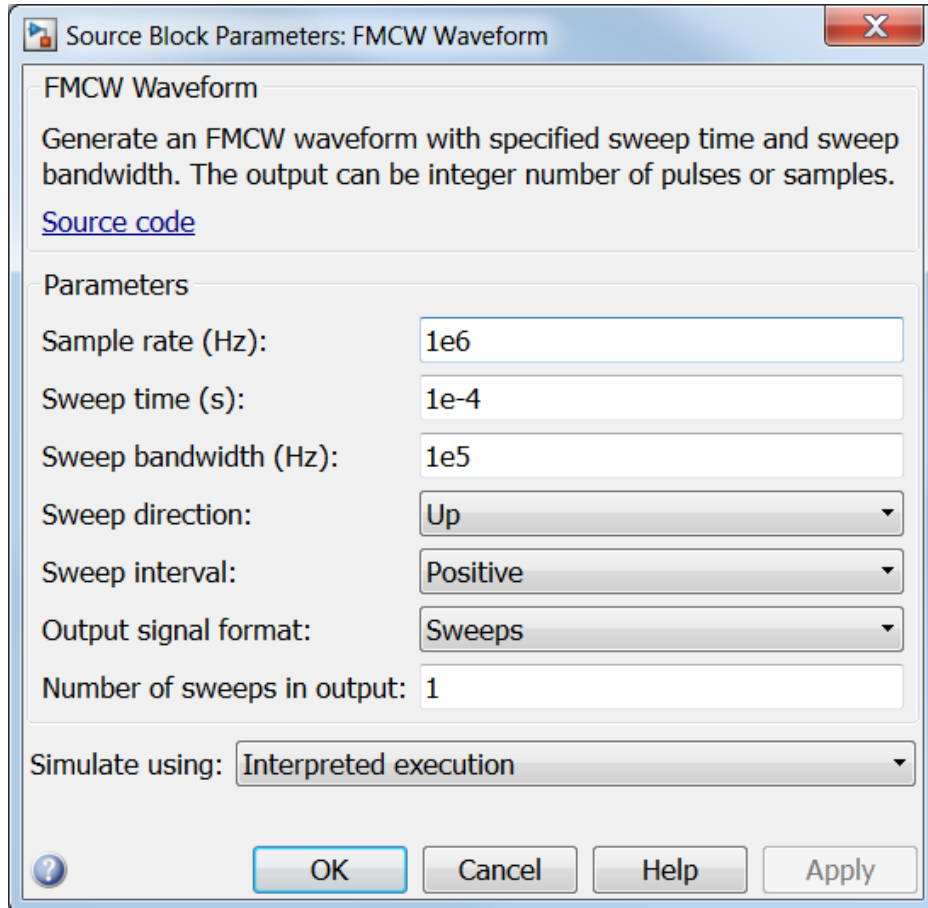 Source Block Parameters: FMCW Waveform
X
FMCW Waveform
Generate an FMCW waveform with specified sweep time and sweep
bandwidth. The output can be integer number of pulses or samples.
Source code
Parameters
Sample rate (Hz): 1e6
Sweep time (s): 1e-4
Sweep bandwidth (Hz): 1e5
Sweep direction: Up
Sweep interval: Positive
Output signal format: Sweeps
Number of sweeps in output: 1
Simulate using: Interpreted execution
? OK Cancel Help Apply